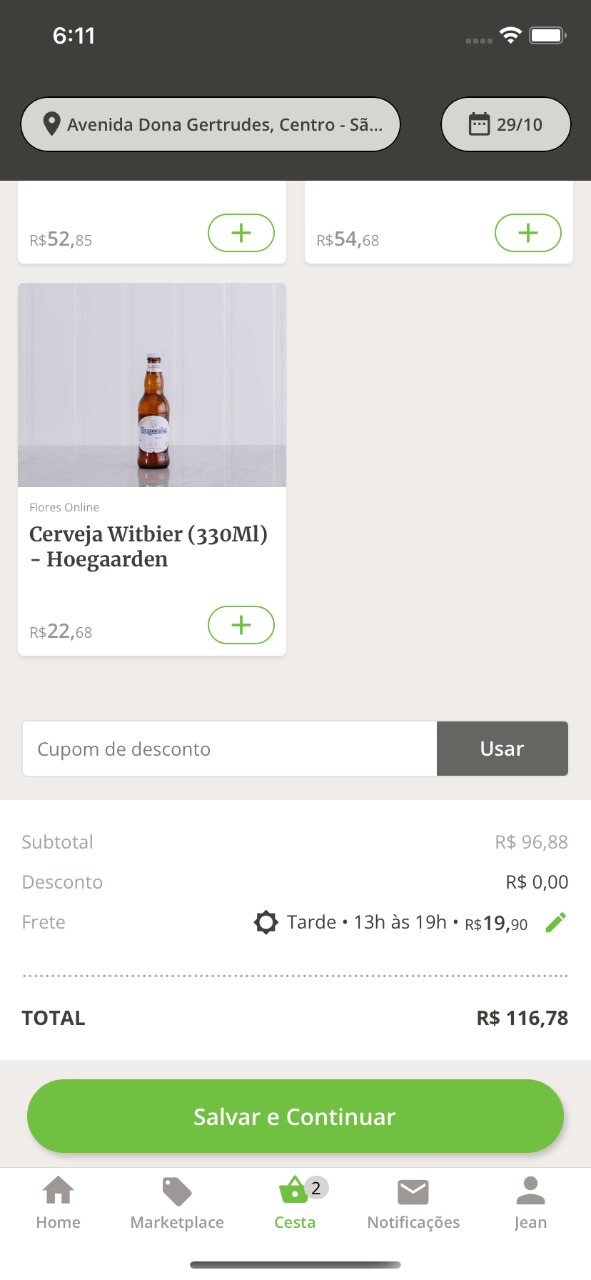 6:11
Avenida Dona Gertrudes, Centro - Sã...
29/10
R$52,85
R$54,68
Hoegaarden
Flores Online
Cerveja Witbier (330Ml)
- Hoegaarden
R$22,68
Cupom de desconto
Usar
Subtotal
R$ 96,88
Desconto
R$ 0,00
Frete
Tarde • 13h às 19h • R$19,90
TOTAL
R$ 116,78
Salvar e Continuar
2
Home
Marketplace
Cesta
Notificações
Jean